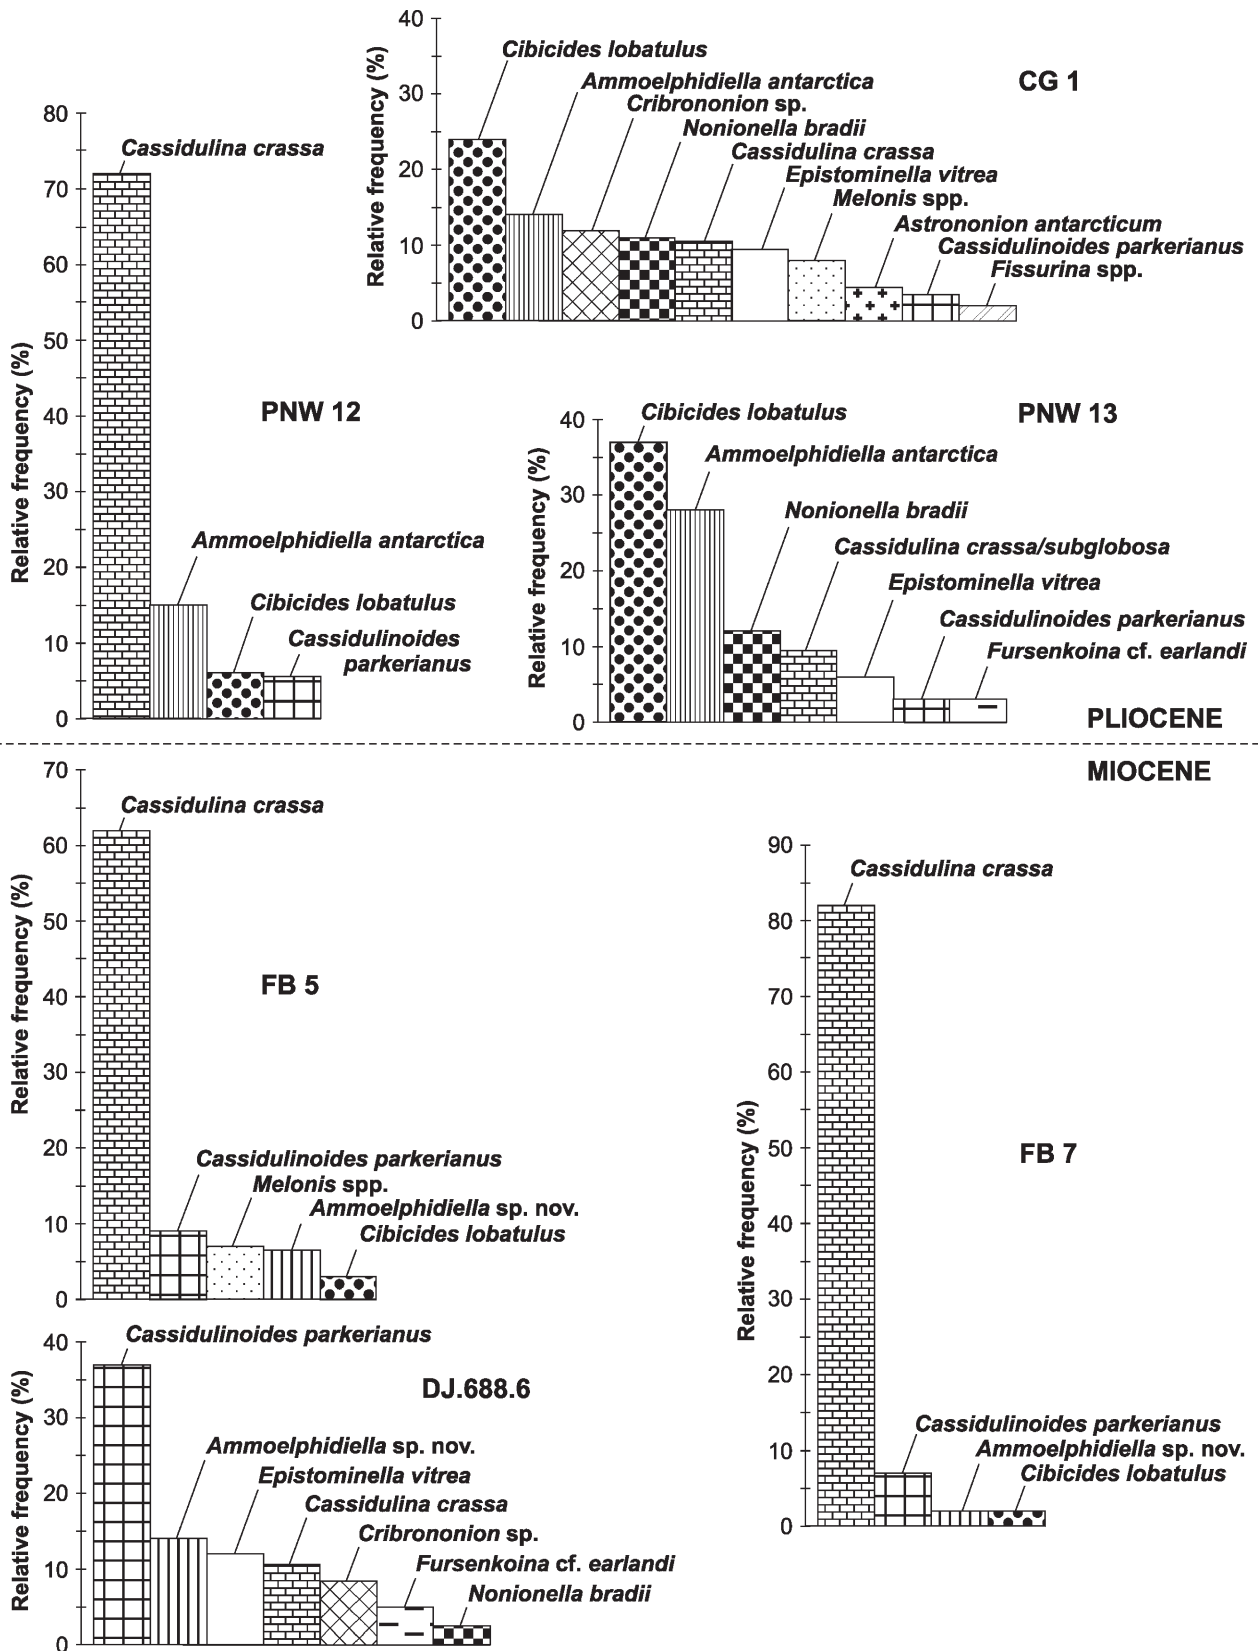 CG 1
Relative frequency (%)
40
30
20
10
0
Cibicides lobatulus
Ammoelphidiella antarctica
Cribrononion sp.
Nonionella bradii
Cassidulina crassa
Epistominella vitrea
Melonis spp.
Astrononion antarcticum
Cassidulinoides parkerianus
Fissurina spp.
PNW 12
Relative frequency (%)
80
70
60
50
40
30
20
10
0
Cassidulina crassa
Ammoelphidiella antarctica
Cibicides lobatulus
Cassidulinoides
parkerianus
PNW 13
Relative frequency (%)
40
30
20
10
0
Cibicides lobatulus
Ammoelphidiella antarctica
Nonionella bradii
Cassidulina crassa/subglobosa
Epistominella vitrea
Cassidulinoides parkerianus
Fursenkoina cf. earlandi
PLIOCENE
MIOCENE
FB 5
Relative frequency (%)
70
60
50
40
30
20
10
0
Cassidulina crassa
Cassidulinoides parkerianus
Melonis spp.
Ammoelphidiella sp. nov.
Cibicides lobatulus
FB 7
Relative frequency (%)
90
80
70
60
50
40
30
20
10
0
Cassidulina crassa
Cassidulinoides parkerianus
Ammoelphidiella sp. nov.
Cibicides lobatulus
DJ.688.6
Relative frequency (%)
40
30
20
10
0
Cassidulinoides parkerianus
Ammoelphidiella sp. nov.
Epistominella vitrea
Cassidulina crassa
Cribrononion sp.
Fursenkoina cf. earlandi
Nonionella bradii